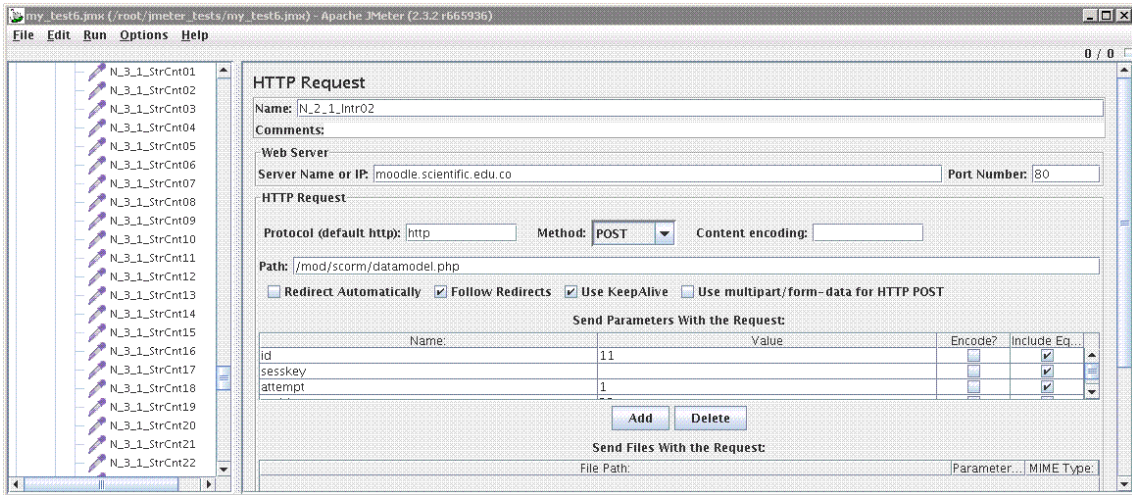 my_test6.jmx (/root/jmeter_tests/my_test6.jmx) - Apache JMeter (2.3.2 r665936)
File Edit Run Options Help
0 / 0
N_3_1_StrCnt01
N_3_1_StrCnt02
N_3_1_StrCnt03
N_3_1_StrCnt04
N_3_1_StrCnt05
N_3_1_StrCnt06
N_3_1_StrCnt07
N_3_1_StrCnt08
N_3_1_StrCnt09
N_3_1_StrCnt10
N_3_1_StrCnt11
N_3_1_StrCnt12
N_3_1_StrCnt13
N_3_1_StrCnt14
N_3_1_StrCnt15
N_3_1_StrCnt16
N_3_1_StrCnt17
N_3_1_StrCnt18
N_3_1_StrCnt19
N_3_1_StrCnt20
N_3_1_StrCnt21
N_3_1_StrCnt22
HTTP Request
Name: N_2_1_Intr02
Comments:
Web Server
Server Name or IP: moodle.scientific.edu.co Port Number: 80
HTTP Request
Protocol (default http): http Method: POST Content encoding:
Path: /mod/scorm/datamodel.php
Redirect Automatically Follow Redirects Use KeepAlive Use multipart/form-data for HTTP POST
Send Parameters With the Request:
Name: Value Encode? Include Eq...
id 11
sesskey
attempt 1
Add Delete
Send Files With the Request:
File Path: Parameter... MIME Type: